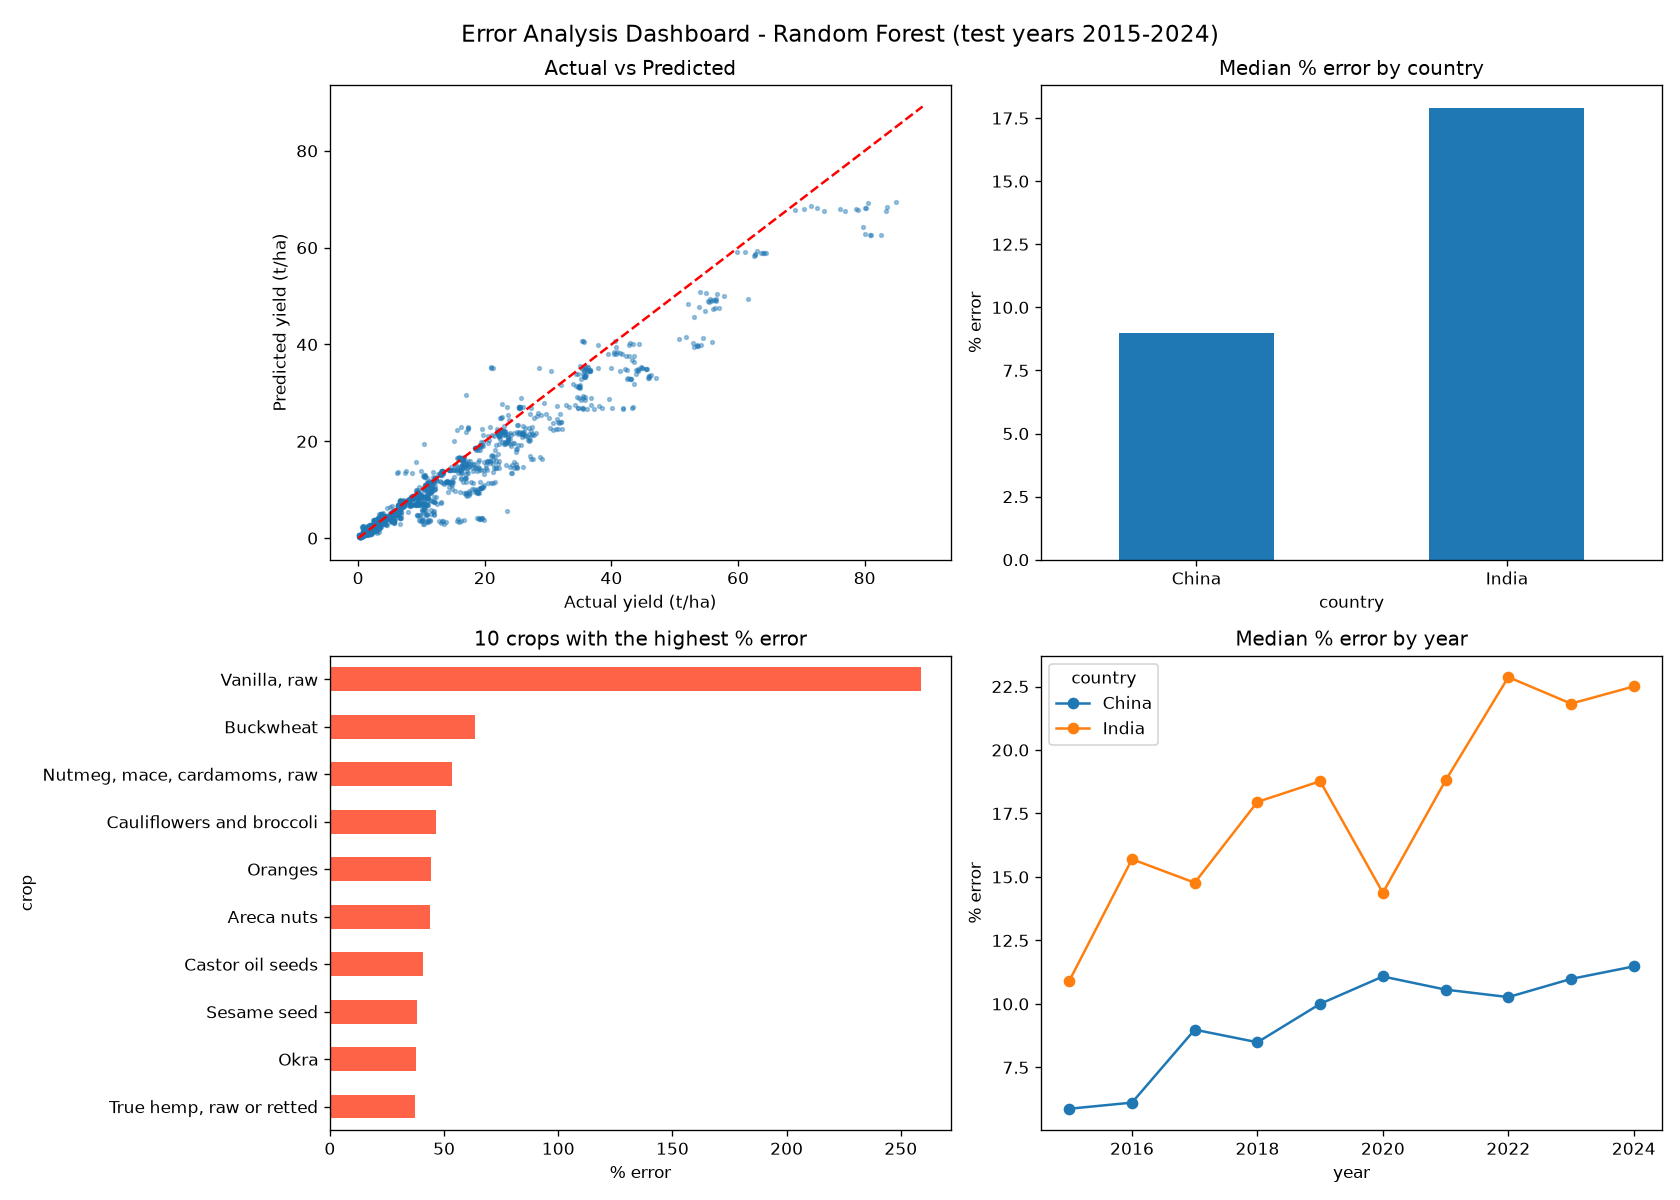 Error Analysis Dashboard - Random Forest (test years 2015-2024)
Actual vs Predicted
80
60
40
20
0
Predicted yield (t/ha)
0 20 40 60 80
Actual yield (t/ha)
Median % error by country
17.5
15.0
12.5
10.0
7.5
5.0
2.5
0.0
% error
China India
country
10 crops with the highest % error
Vanilla, raw
Buckwheat
Nutmeg, mace, cardamoms, raw
Cauliflowers and broccoli
Oranges
Areca nuts
Castor oil seeds
Sesame seed
Okra
True hemp, raw or retted
crop
0 50 100 150 200 250
% error
Median % error by year
country
China
India
22.5
20.0
17.5
15.0
12.5
10.0
7.5
% error
2016 2018 2020 2022 2024
year